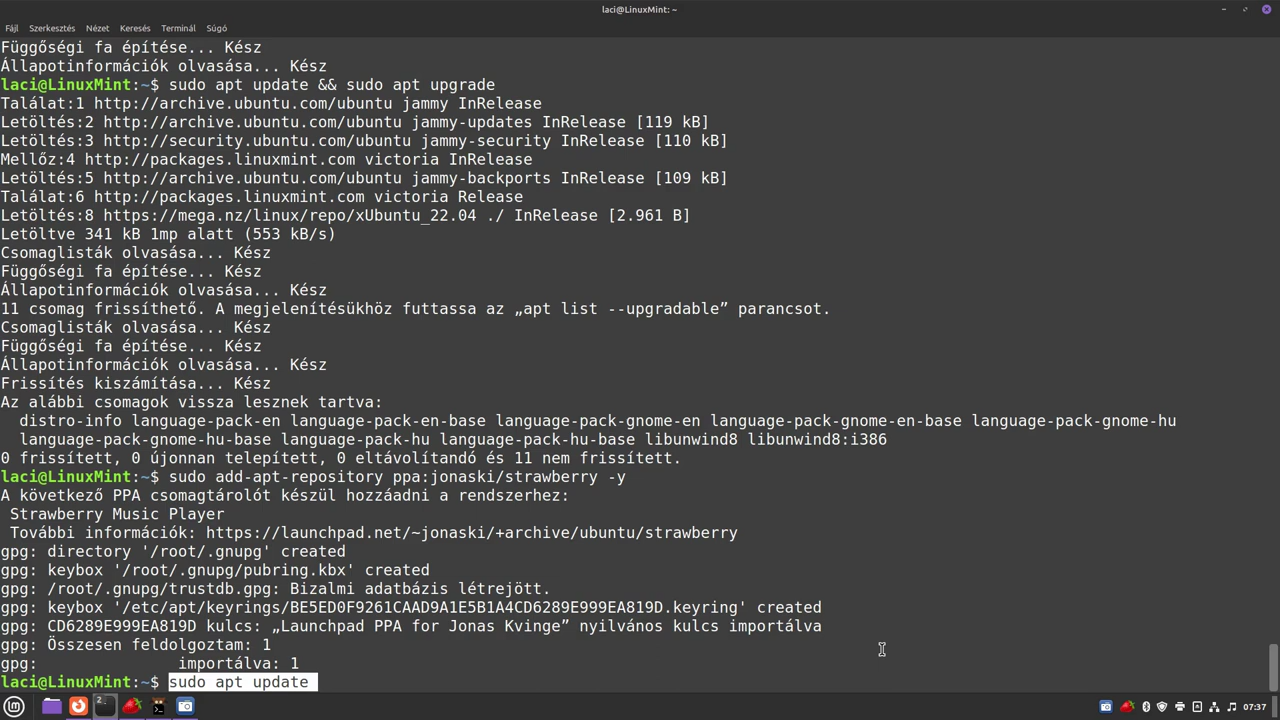 laci@LinuxMint: ~
Fájl Szerkesztés Nézet Keresés Terminál Súgó
Függőségi fa építése... Kész
Állapotinformációk olvasása... Kész
laci@LinuxMint:~$ sudo apt update && sudo apt upgrade
Találat:1 http://archive.ubuntu.com/ubuntu jammy InRelease
Letöltés:2 http://archive.ubuntu.com/ubuntu jammy-updates InRelease [119 kB]
Letöltés:3 http://security.ubuntu.com/ubuntu jammy-security InRelease [110 kB]
Mellőz:4 http://packages.linuxmint.com victoria InRelease
Letöltés:5 http://archive.ubuntu.com/ubuntu jammy-backports InRelease [109 kB]
Találat:6 http://packages.linuxmint.com victoria Release
Letöltés:8 https://mega.nz/linux/repo/xUbuntu_22.04 ./ InRelease [2.961 B]
Letöltve 341 kB 1mp alatt (553 kB/s)
Csomaglisták olvasása... Kész
Függőségi fa építése... Kész
Állapotinformációk olvasása... Kész
11 csomag frissíthető. A megjelenítésükhöz futtassa az „apt list --upgradable” parancsot.
Csomaglisták olvasása... Kész
Függőségi fa építése... Kész
Állapotinformációk olvasása... Kész
Frissítés kiszámítása... Kész
Az alábbi csomagok vissza lesznek tartva:
distro-info language-pack-en language-pack-en-base language-pack-gnome-en language-pack-gnome-en-base language-pack-gnome-hu
language-pack-gnome-hu-base language-pack-hu language-pack-hu-base libunwind8 libunwind8:i386
0 frissített, 0 újonnan telepített, 0 eltávolítandó és 11 nem frissített.
laci@LinuxMint:~$ sudo add-apt-repository ppa:jonaski/strawberry -y
A következő PPA csomagtárolót készül hozzáadni a rendszerhez:
Strawberry Music Player
További információk: https://launchpad.net/~jonaski/+archive/ubuntu/strawberry
gpg: directory '/root/.gnupg' created
gpg: keybox '/root/.gnupg/pubring.kbx' created
gpg: /root/.gnupg/trustdb.gpg: Bizalmi adatbázis létrejött.
gpg: keybox '/etc/apt/keyrings/BE5ED0F9261CAAD9A1E5B1A4CD6289E999EA819D.keyring' created
gpg: CD6289E999EA819D kulcs: „Launchpad PPA for Jonas Kvinge” nyilvános kulcs importálva
gpg: Összesen feldolgoztam: 1
gpg: importálva: 1
laci@LinuxMint:~$ sudo apt update
07:37